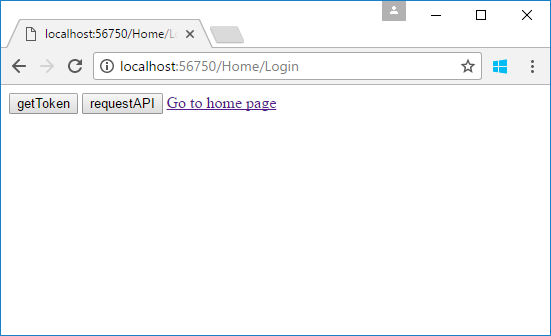 localhost:56750/Home/L
localhost:56750/Home/Login
getToken requestAPI Go to home page